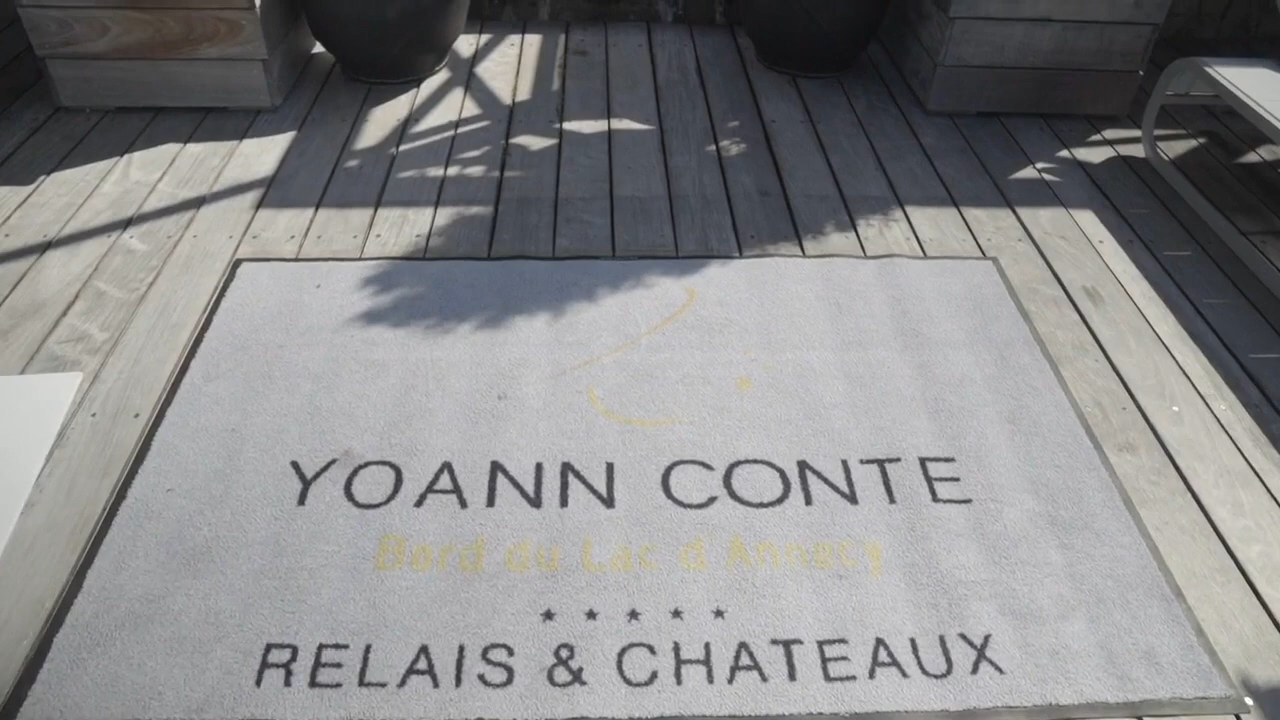 YOANN CONTE
Bord du Lac d'Annecy
★ ★ ★ ★ ★
RELAIS & CHATEAUX